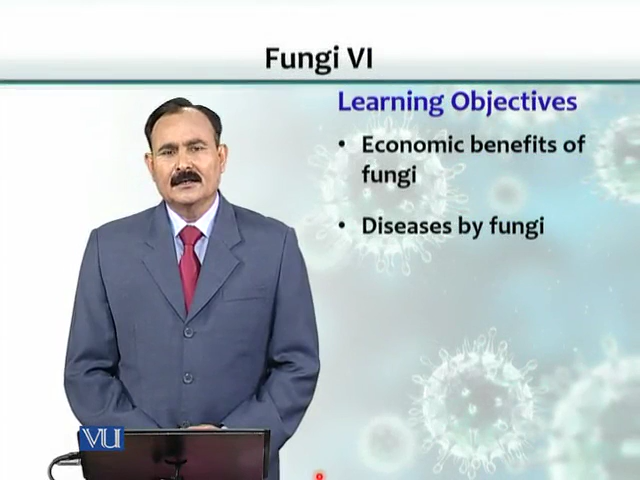 Fungi VI
Learning Objectives
• Economic benefits of
fungi
• Diseases by fungi
VU